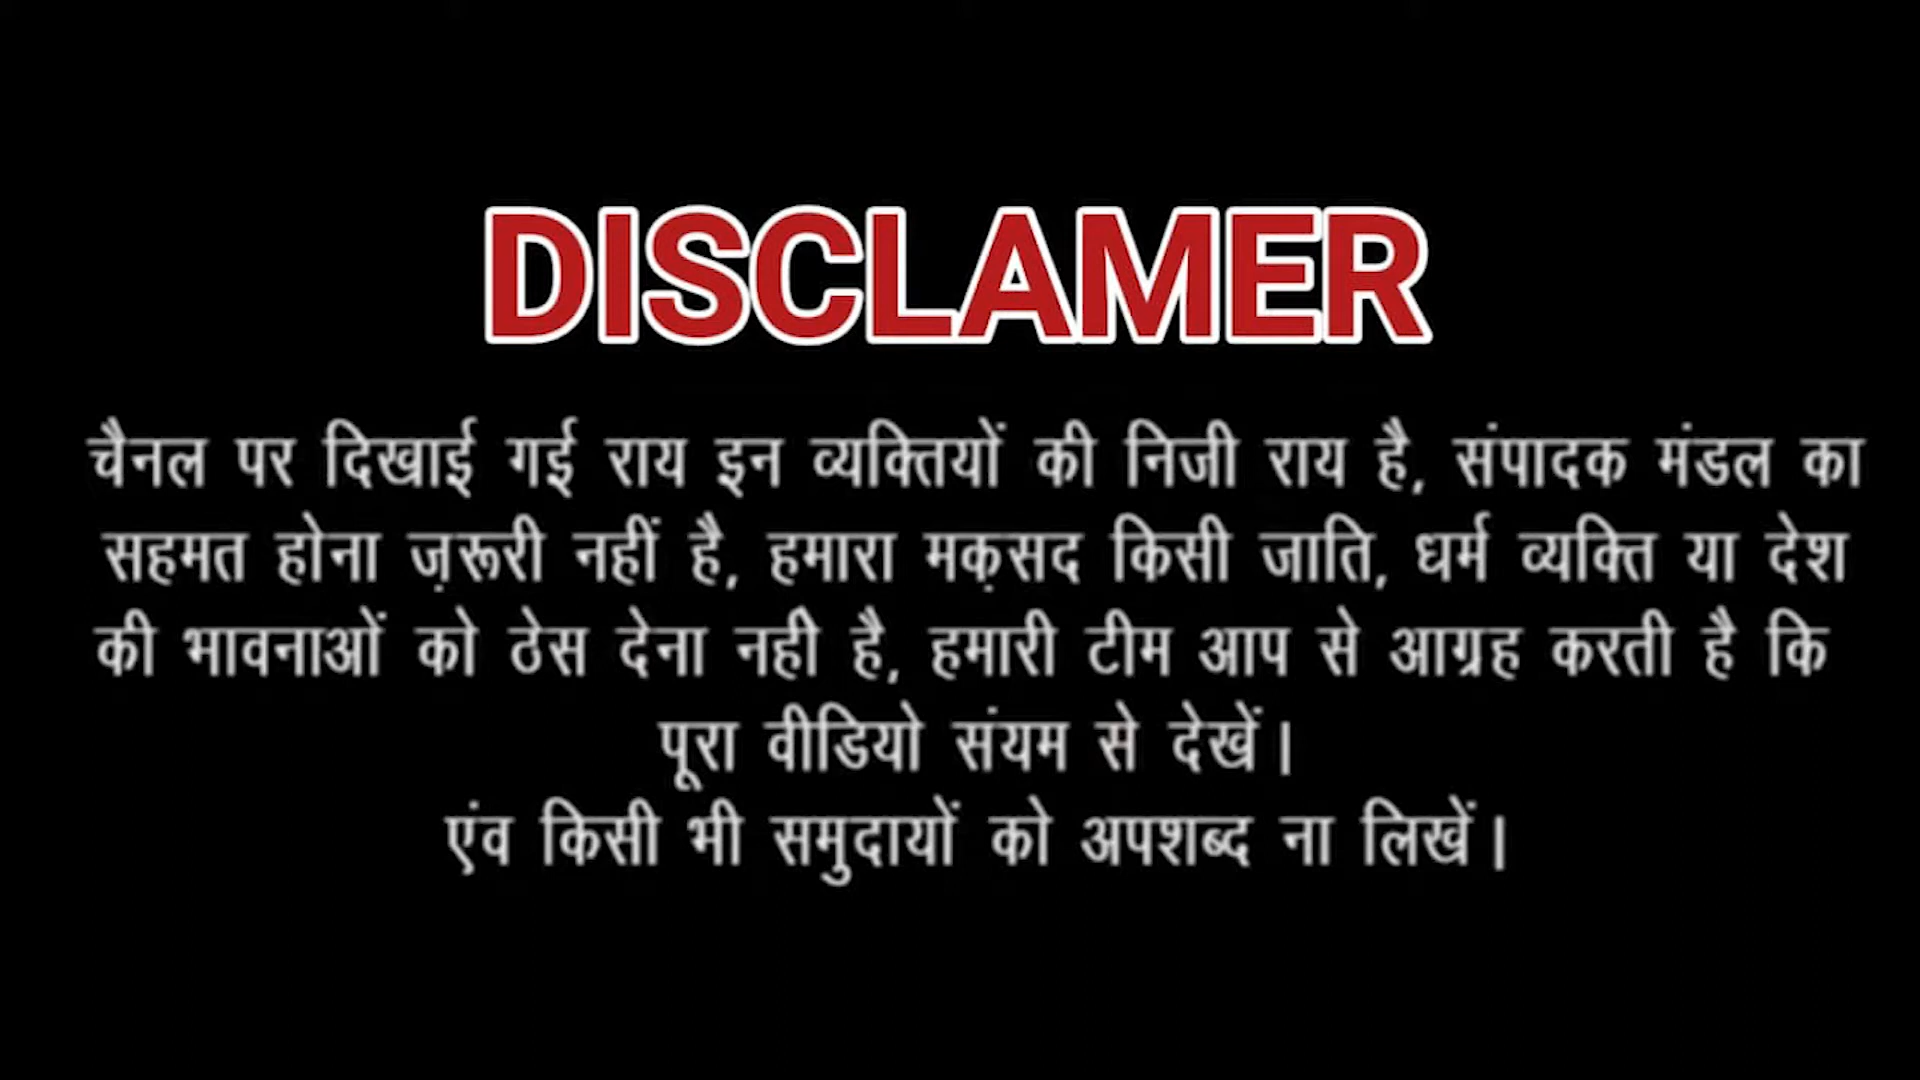 DISCLAMER
चैनल पर दिखाई गई राय इन व्यक्तियों की निजी राय है, संपादक मंडल का
सहमत होना ज़रूरी नहीं है, हमारा मक़सद किसी जाति, धर्म व्यक्ति या देश
की भावनाओं को ठेस देना नही है, हमारी टीम आप से आग्रह करती है कि
पूरा वीडियो संयम से देखें।
एंव किसी भी समुदायों को अपशब्द ना लिखें।